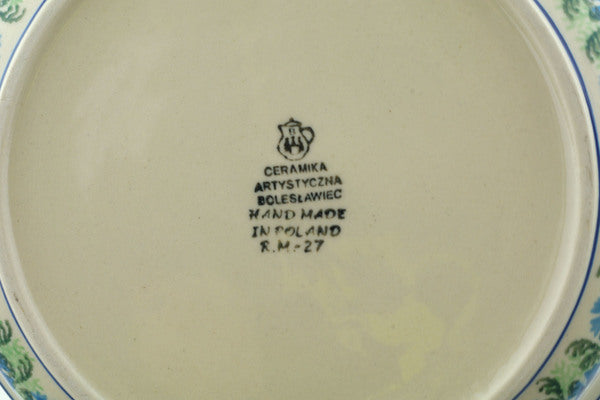 CERAMIKA
ARTYSTYCZNA
BOLESŁAWIEC
HAND MADE
IN POLAND
R.M.-27